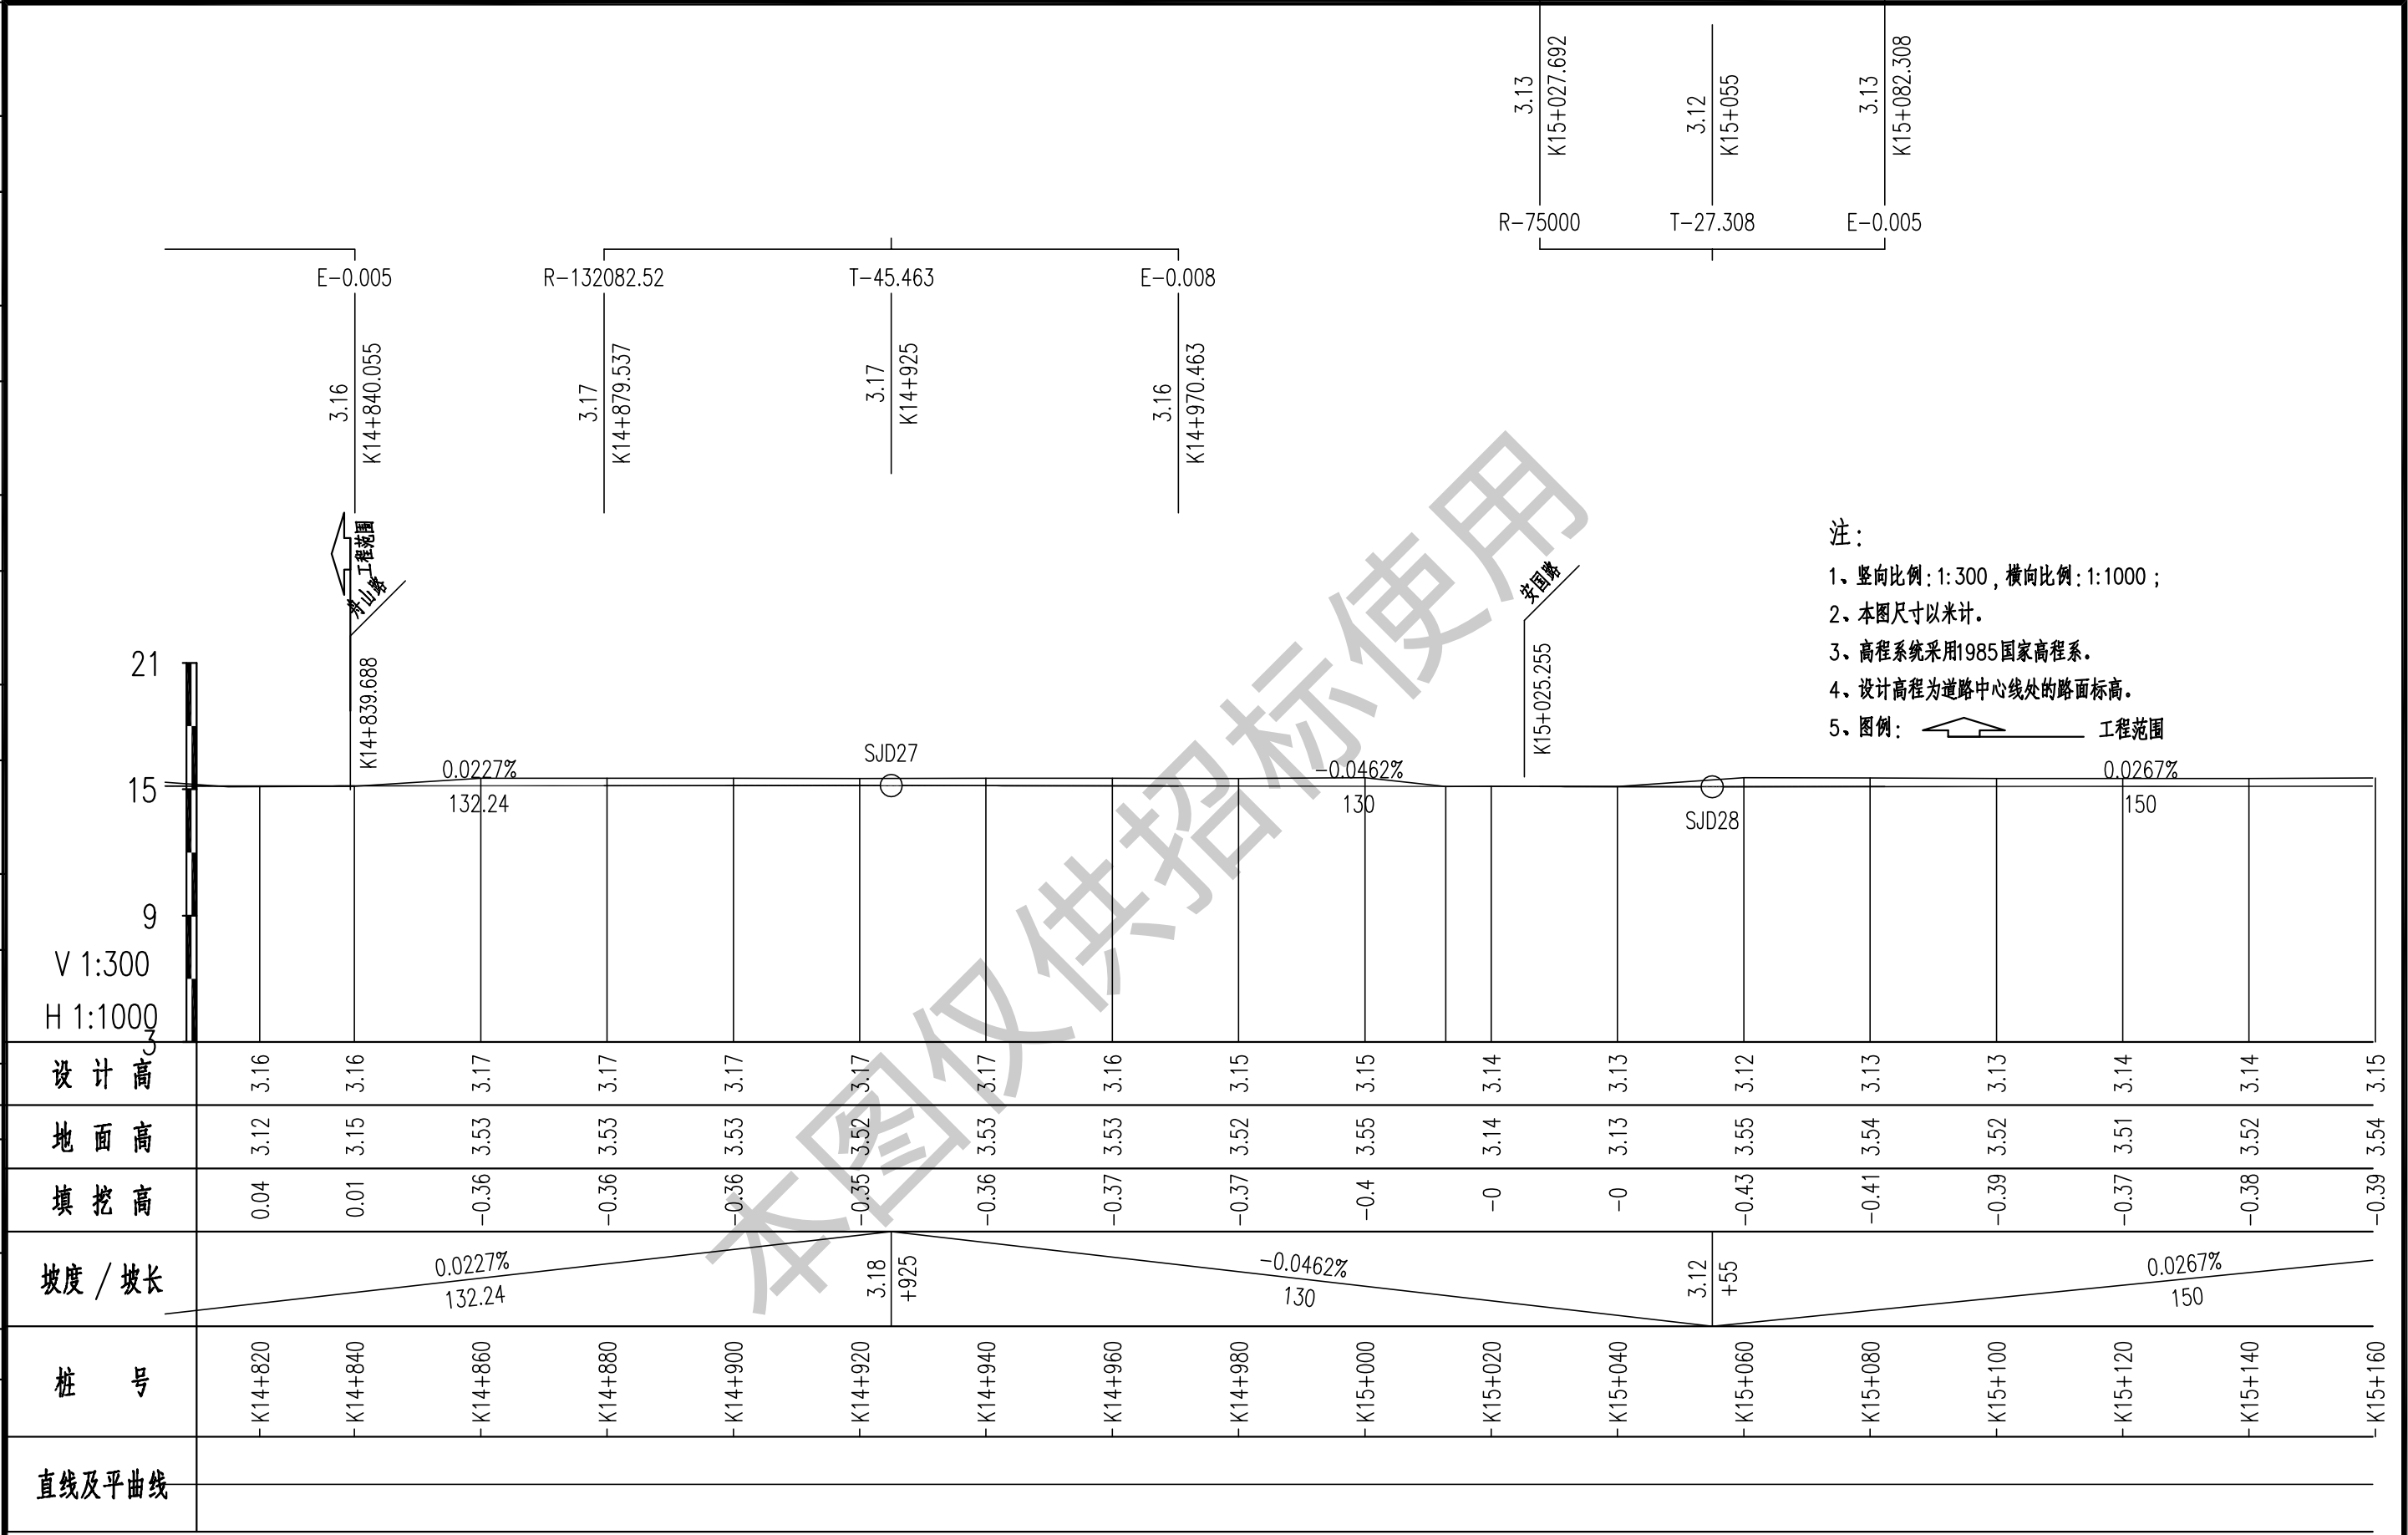 3.13
K15+027.692
3.12
K15+055
3.13
K15+082.308
R-75000
T-27.308
E-0.005
E-0.005
R-132082.52
T-45.463
E-0.008
3.16
K14+840.055
3.17
K14+879.537
3.17
K14+925
3.16
K14+970.463
工程范围
舟山路
K14+839.688
安国路
K15+025.255
注:
1、竖向比例:1:300,横向比例:1:1000;
2、本图尺寸以米计。
3、高程系统采用1985国家高程系。
4、设计高程为道路中心线处的路面标高。
5、图例: 工程范围
21
15
9
3
V 1:300
H 1:1000
0.0227%
132.24
SJD27
-0.0462%
130
SJD28
0.0267%
150
设计高 3.16 3.16 3.17 3.17 3.17 3.17 3.17 3.16 3.15 3.15 3.14 3.13 3.12 3.13 3.13 3.14 3.14 3.15
地面高 3.12 3.15 3.53 3.53 3.53 3.52 3.53 3.53 3.52 3.55 3.14 3.13 3.55 3.54 3.52 3.51 3.52 3.54
填挖高 0.04 0.01 -0.36 -0.36 -0.36 -0.35 -0.36 -0.37 -0.37 -0.4 -0 -0 -0.43 -0.41 -0.39 -0.37 -0.38 -0.39
坡度/坡长
0.0227%
132.24
3.18
+925
-0.0462%
130
3.12
+55
0.0267%
150
桩号 K14+820 K14+840 K14+860 K14+880 K14+900 K14+920 K14+940 K14+960 K14+980 K15+000 K15+020 K15+040 K15+060 K15+080 K15+100 K15+120 K15+140 K15+160
直线及平曲线
本图仅供招标使用